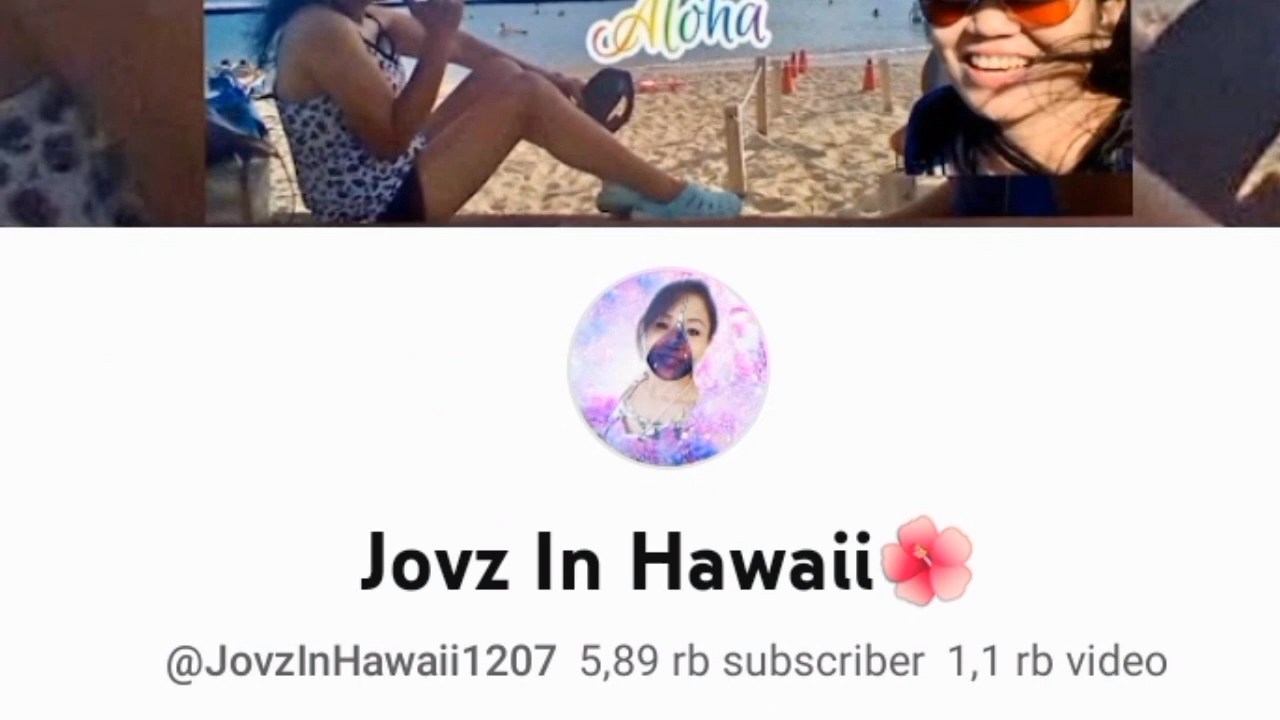 Aloha
Jovz In Hawaii🌺
@JovzInHawaii1207 5,89 rb subscriber 1,1 rb video